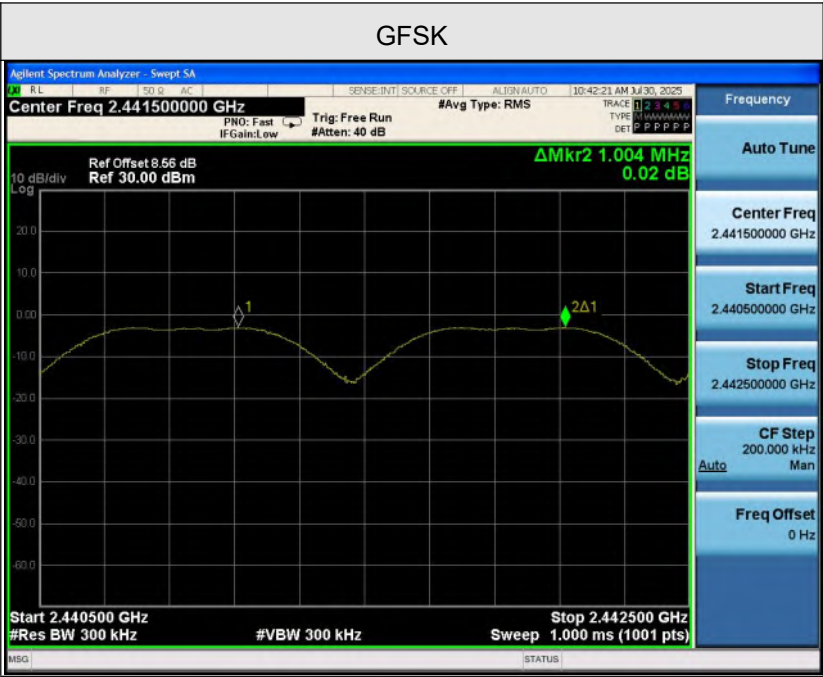 GFSK
Agilent Spectrum Analyzer - Swept SA
RL RF 50 Ω AC SENSE:INT SOURCE OFF ALIGN AUTO 10:42:21 AM Jul 30, 2025
Center Freq 2.441500000 GHz
#Avg Type: RMS
TRACE 1 2 3 4 5 6
PNO: Fast Trig: Free Run
TYPE M W W W W W
IFGain:Low #Atten: 40 dB
DET P P P P P P
ΔMkr2 1.004 MHz
0.02 dB
Ref Offset 8.56 dB
10 dB/div Ref 30.00 dBm
Log
20.0
10.0
0.00
-10.0
-20.0
-30.0
-40.0
-50.0
-60.0
1
2Δ1
Start 2.440500 GHz Stop 2.442500 GHz
#Res BW 300 kHz #VBW 300 kHz Sweep 1.000 ms (1001 pts)
MSG STATUS
Frequency
Auto Tune
Center Freq
2.441500000 GHz
Start Freq
2.440500000 GHz
Stop Freq
2.442500000 GHz
CF Step
200.000 kHz
Auto Man
Freq Offset
0 Hz